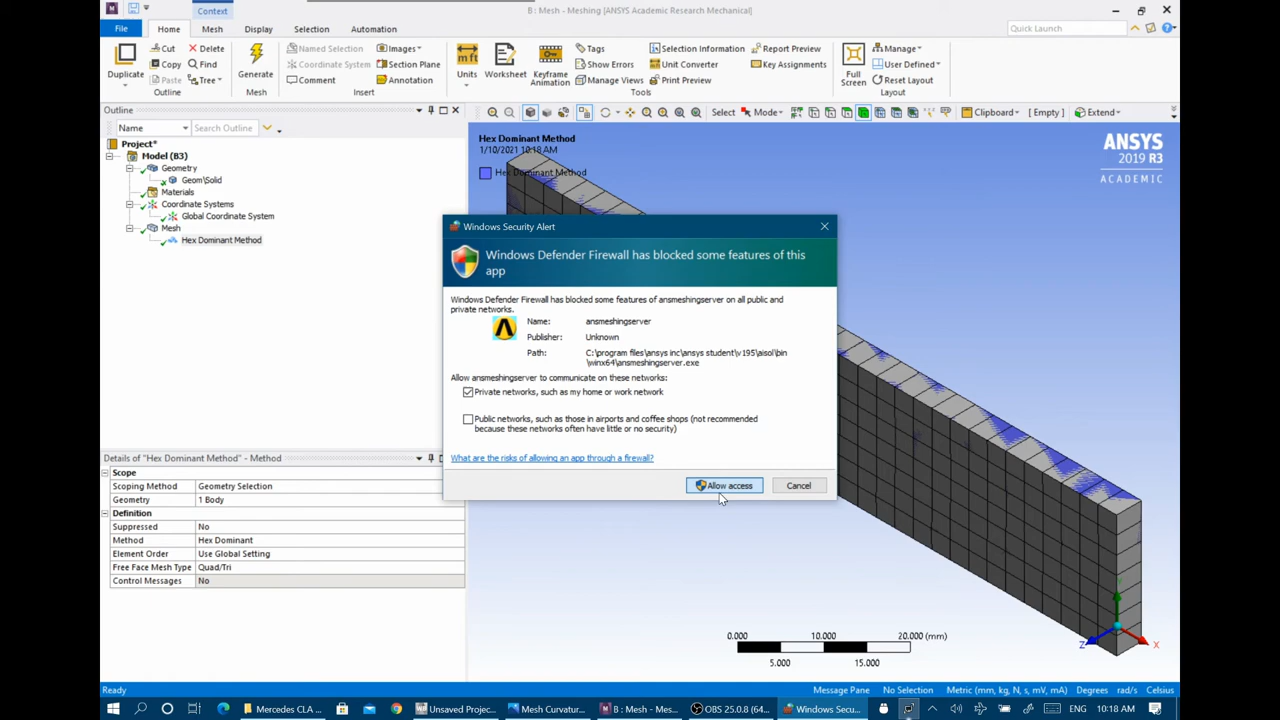 Context
B : Mesh - Meshing [ANSYS Academic Research Mechanical]
File
Home
Mesh
Display
Selection
Automation
Quick Launch
Duplicate
Cut
Copy
Paste
Delete
Find
Tree
Outline
Generate
Mesh
Named Selection
Coordinate System
Comment
Images
Section Plane
Annotation
Insert
Units
Worksheet
Keyframe
Animation
Tags
Show Errors
Manage Views
Selection Information
Unit Converter
Print Preview
Report Preview
Key Assignments
Tools
Full
Screen
Manage
User Defined
Reset Layout
Layout
Outline
Name
Search Outline
Select
Mode
Clipboard
[ Empty ]
Extend
Project*
Model (B3)
Geometry
Geom\Solid
Materials
Coordinate Systems
Global Coordinate System
Mesh
Hex Dominant Method
Hex Dominant Method
1/10/2021 10:18 AM
Hex Dominant Method
ANSYS
2019 R3
ACADEMIC
Windows Security Alert
Windows Defender Firewall has blocked some features of this
app
Windows Defender Firewall has blocked some features of ansmeshingserver on all public and
private networks.
Name: ansmeshingserver
Publisher: Unknown
Path: C:\program files\ansys inc\ansys student\v195\aisol\bin
\winx64\ansmeshingserver.exe
Allow ansmeshingserver to communicate on these networks:
Private networks, such as my home or work network
Public networks, such as those in airports and coffee shops (not recommended
because these networks often have little or no security)
What are the risks of allowing an app through a firewall?
Allow access
Cancel
Details of "Hex Dominant Method" - Method
Scope
Scoping Method Geometry Selection
Geometry 1 Body
Definition
Suppressed No
Method Hex Dominant
Element Order Use Global Setting
Free Face Mesh Type Quad/Tri
Control Messages No
0.000 10.000 20.000 (mm)
5.000 15.000
Y
Z
X
Ready
Message Pane
No Selection
Metric (mm, kg, N, s, mV, mA)
Degrees
rad/s
Celsius
Mercedes CLA ...
Unsaved Projec...
Mesh Curvatur...
B : Mesh - Mes...
OBS 25.0.8 (64...
Windows Secu...
ENG
10:18 AM